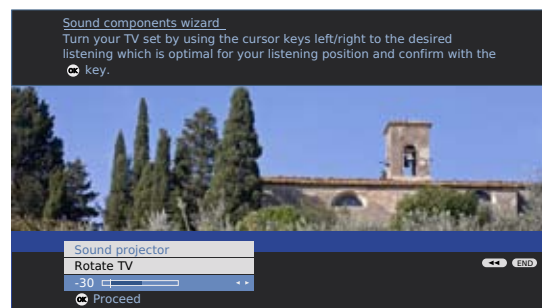 Sound components wizard
Turn your TV set by using the cursor keys left/right to the desired
listening which is optimal for your listening position and confirm with the
OK key.
Sound projector
Rotate TV
-30
END
OK Proceed